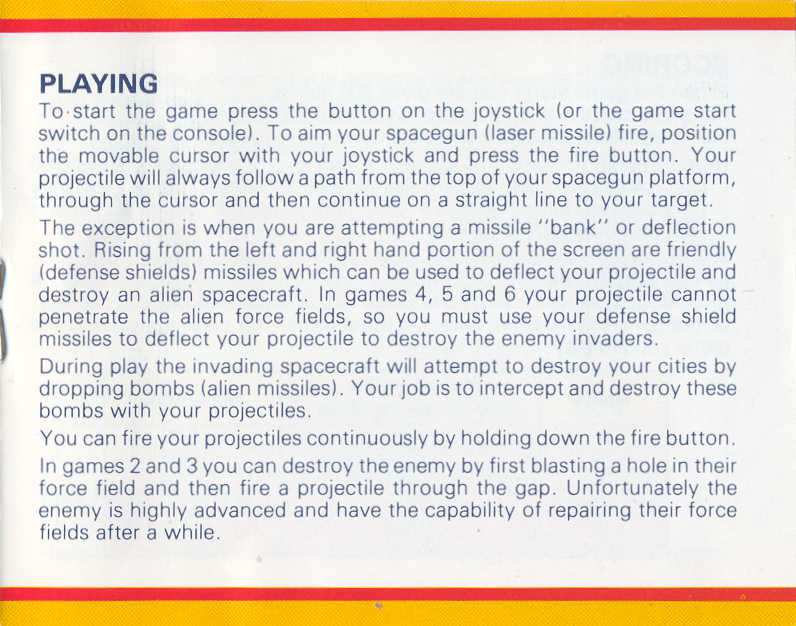 PLAYING
To start the game press the button on the joystick (or the game start
switch on the console). To aim your spacegun (laser missile) fire, position
the movable cursor with your joystick and press the fire button. Your
projectile will always follow a path from the top of your spacegun platform,
through the cursor and then continue on a straight line to your target.
The exception is when you are attempting a missile "bank" or deflection
shot. Rising from the left and right hand portion of the screen are friendly
(defense shields) missiles which can be used to deflect your projectile and
destroy an alien spacecraft. In games 4, 5 and 6 your projectile cannot
penetrate the alien force fields, so you must use your defense shield
missiles to deflect your projectile to destroy the enemy invaders.
During play the invading spacecraft will attempt to destroy your cities by
dropping bombs (alien missiles). Your job is to intercept and destroy these
bombs with your projectiles.
You can fire your projectiles continuously by holding down the fire button.
In games 2 and 3 you can destroy the enemy by first blasting a hole in their
force field and then fire a projectile through the gap. Unfortunately the
enemy is highly advanced and have the capability of repairing their force
fields after a while.